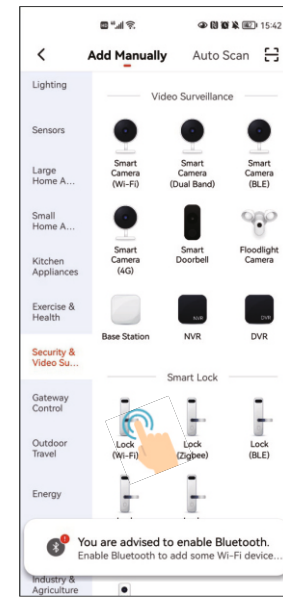 15:42
Add Manually Auto Scan
Lighting
Sensors
Large
Home A...
Small
Home A...
Kitchen
Appliances
Exercise &
Health
Security &
Video Su...
Gateway
Control
Outdoor
Travel
Energy
Industry &
Agriculture
Video Surveillance
Smart
Camera
(Wi-Fi)
Smart
Camera
(Dual Band)
Smart
Camera
(BLE)
Smart
Camera
(4G)
Smart
Doorbell
Floodlight
Camera
Base Station
NVR
NVR
DVR
DVR
Smart Lock
Lock
(Wi-Fi)
Lock
(Zigbee)
Lock
(BLE)
You are advised to enable Bluetooth.
Enable Bluetooth to add some Wi-Fi device...